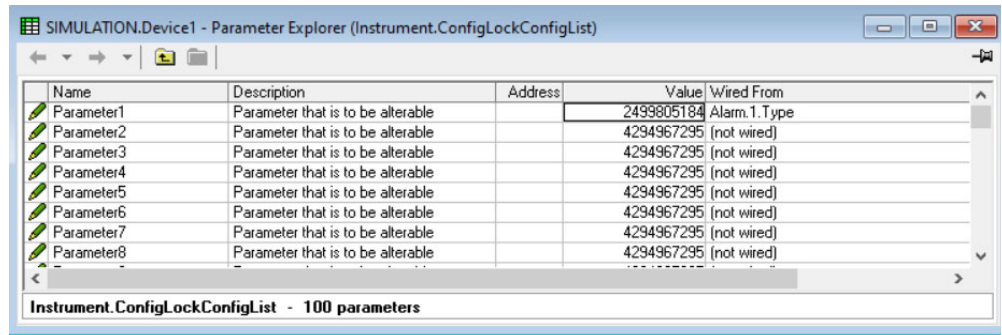 SIMULATION.Device1 - Parameter Explorer (Instrument.ConfigLockConfigList)
Name Description Address Value Wired From
Parameter1 Parameter that is to be alterable 2499805184 Alarm.1.Type
Parameter2 Parameter that is to be alterable 4294967295 (not wired)
Parameter3 Parameter that is to be alterable 4294967295 (not wired)
Parameter4 Parameter that is to be alterable 4294967295 (not wired)
Parameter5 Parameter that is to be alterable 4294967295 (not wired)
Parameter6 Parameter that is to be alterable 4294967295 (not wired)
Parameter7 Parameter that is to be alterable 4294967295 (not wired)
Parameter8 Parameter that is to be alterable 4294967295 (not wired)
Instrument.ConfigLockConfigList - 100 parameters